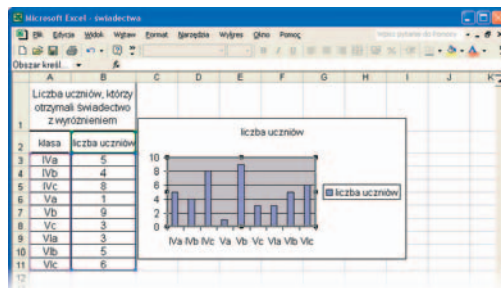 Microsoft Excel - świadectwa
Plik Edycja Widok Wstaw Format Narzędzia Wykres Okno Pomoc
Obszar kreśl... fx
A B C D E F G H I J K
1 Liczba uczniów, którzy
otrzymali świadectwo
z wyróżnieniem
2 klasa liczba uczniów
3 IVa 5
4 IVb 4
5 IVc 8
6 Va 1
7 Vb 9
8 Vc 3
9 VIa 3
10 VIb 5
11 VIc 6
12
liczba uczniów
10
8
6
4
2
0
IVa IVb IVc Va Vb Vc VIa VIb VIc
liczba uczniów